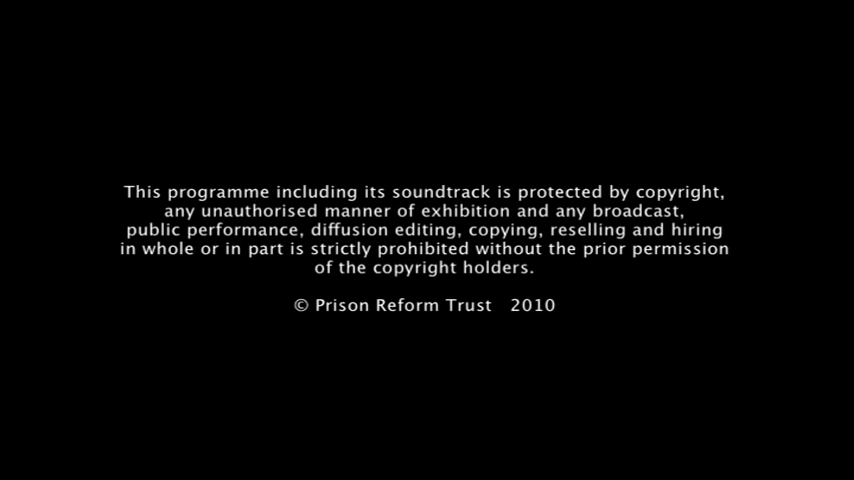 This programme including its soundtrack is protected by copyright,
any unauthorised manner of exhibition and any broadcast,
public performance, diffusion editing, copying, reselling and hiring
in whole or in part is strictly prohibited without the prior permission
of the copyright holders.
© Prison Reform Trust 2010